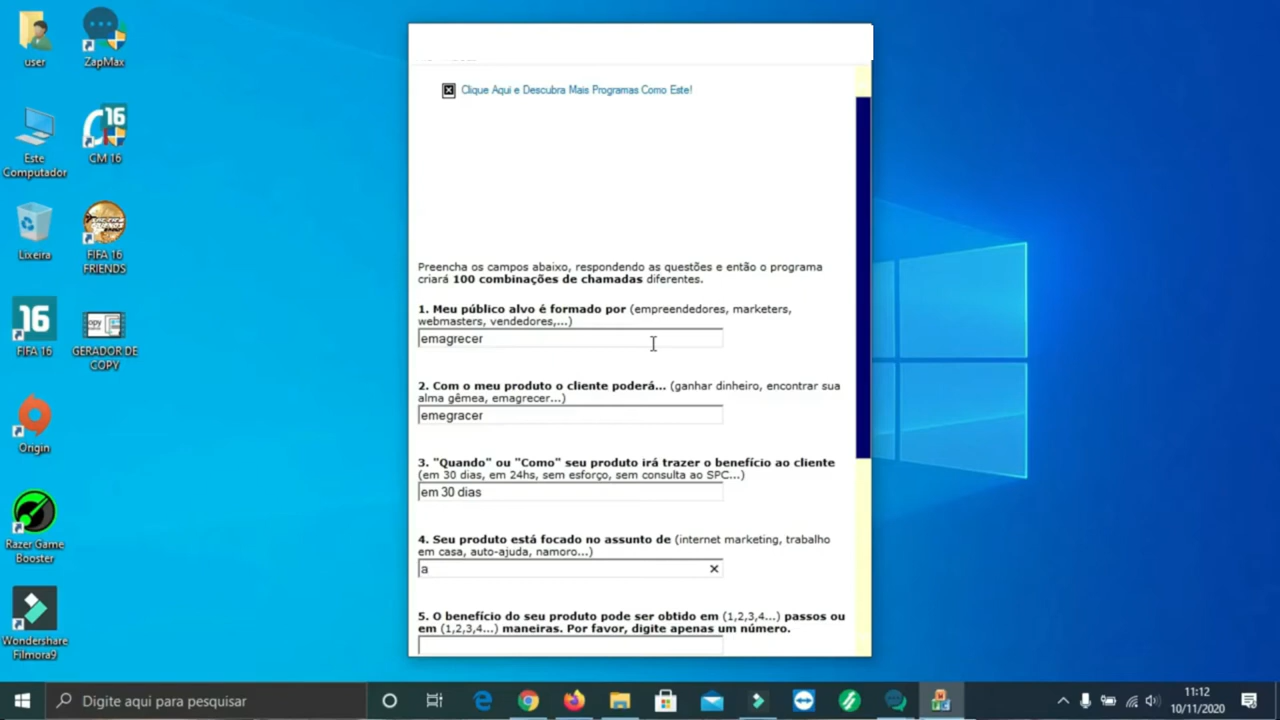 user
ZapMax
Este
Computador
CM 16
Lixeira
FIFA 16
FRIENDS
16
FIFA 16
copy
GERADOR DE
COPY
Origin
Razer Game
Booster
Wondershare
Filmora9
Clique Aqui e Descubra Mais Programas Como Este!
Preencha os campos abaixo, respondendo as questões e então o programa
criará 100 combinações de chamadas diferentes.
1. Meu público alvo é formado por (empreendedores, marketers,
webmasters, vendedores,...)
emagrecer
2. Com o meu produto o cliente poderá... (ganhar dinheiro, encontrar sua
alma gêmea, emagrecer...)
emegracer
3. "Quando" ou "Como" seu produto irá trazer o benefício ao cliente
(em 30 dias, em 24hs, sem esforço, sem consulta ao SPC...)
em 30 dias
4. Seu produto está focado no assunto de (internet marketing, trabalho
em casa, auto-ajuda, namoro...)
a
5. O benefício do seu produto pode ser obtido em (1,2,3,4...) passos ou
em (1,2,3,4...) maneiras. Por favor, digite apenas um número.
Digite aqui para pesquisar
11:12
10/11/2020